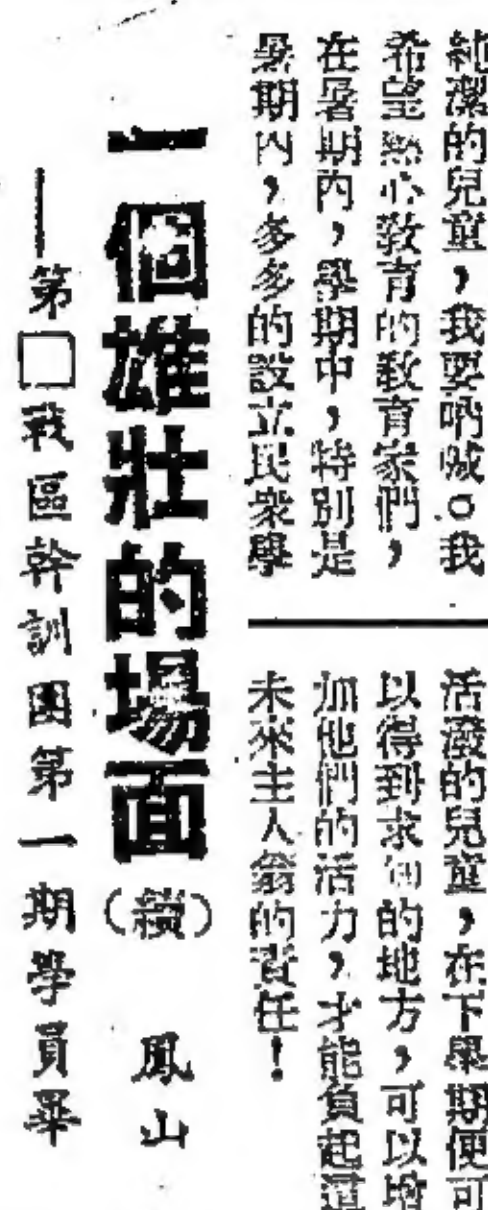 純潔的兒童，我要吶喊。我
希望熱心敎育的敎育家們，
在暑期內，學期中，特別是
暑期內，多多的設立民衆學
活潑的兒童，在下學期便可
以得到求知的地方，可以增
加他們的活力，才能負起這
未來主人翁的責任！
一個雄壯的場面（續）　鳳山
——第□戰區幹訓團第一期學員畢